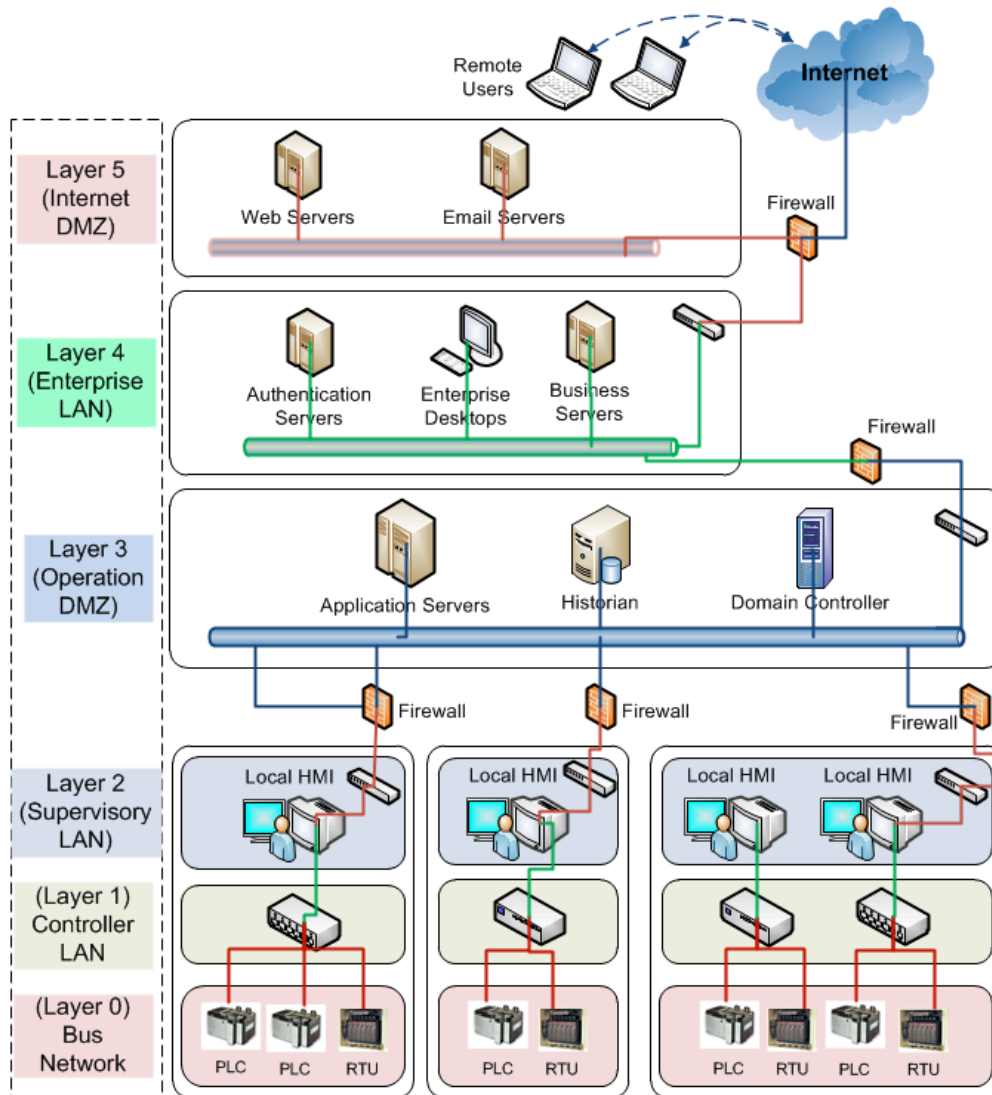 Remote
Users
Internet
Layer 5
(Internet
DMZ)
Web Servers
Email Servers
Firewall
Layer 4
(Enterprise
LAN)
Authentication
Servers
Enterprise
Desktops
Business
Servers
Firewall
Layer 3
(Operation
DMZ)
Application Servers
Historian
Domain Controller
Firewall
Firewall
Firewall
Layer 2
(Supervisory
LAN)
Local HMI
Local HMI
Local HMI
Local HMI
(Layer 1)
Controller
LAN
(Layer 0)
Bus
Network
PLC
PLC
RTU
PLC
RTU
PLC
RTU
PLC
RTU